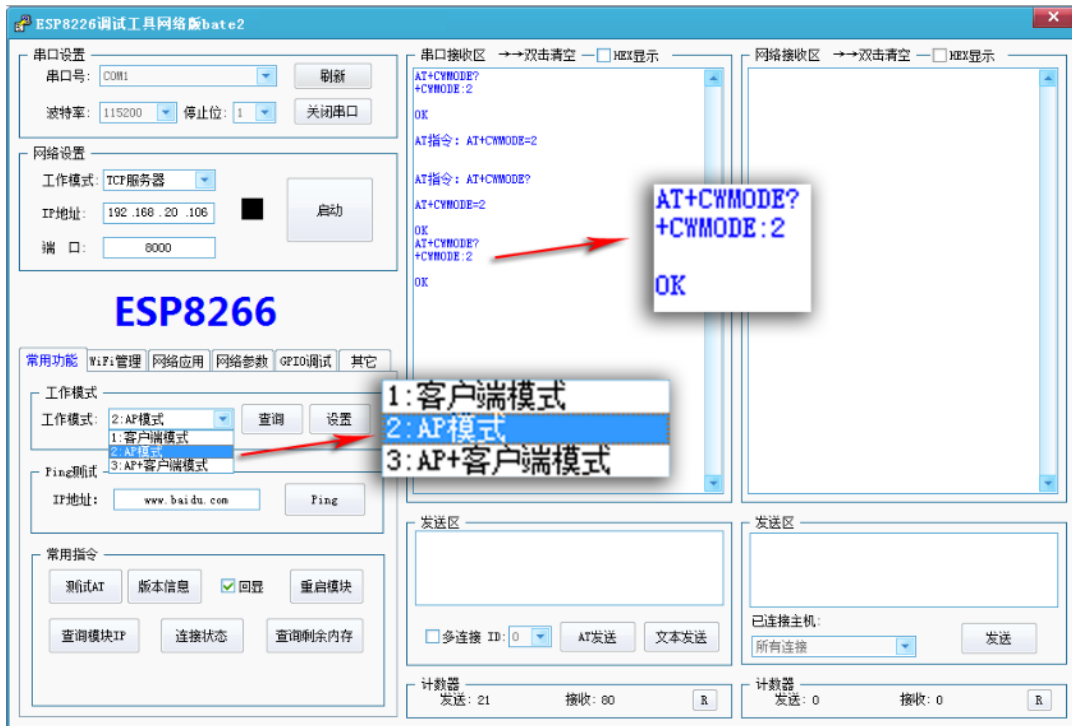 ESP8226调试工具网络版bate2
串口设置
串口号: COM1 刷新
波特率: 115200 停止位: 1 关闭串口
网络设置
工作模式: TCP服务器
IP地址: 192 .168 .20 .106 启动
端 口: 8000
ESP8266
常用功能 WiFi管理 网络应用 网络参数 GPIO调试 其它
工作模式
工作模式: 2:AP模式 查询 设置
1:客户端模式
2:AP模式
3:AP+客户端模式
Ping测试
IP地址: www.baidu.com Ping
常用指令
测试AT 版本信息 回显 重启模块
查询模块IP 连接状态 查询剩余内存
串口接收区 →→双击清空 HEX显示
AT+CWMODE?
+CWMODE:2
OK
AT指令: AT+CWMODE=2
AT指令: AT+CWMODE?
AT+CWMODE=2
OK
AT+CWMODE?
+CWMODE:2
OK
AT+CWMODE?
+CWMODE:2
OK
1:客户端模式
2:AP模式
3:AP+客户端模式
发送区
多连接 ID: 0 AT发送 文本发送
计数器
发送: 21 接收: 80 R
网络接收区 →→双击清空 HEX显示
发送区
已连接主机:
所有连接 发送
计数器
发送: 0 接收: 0 R